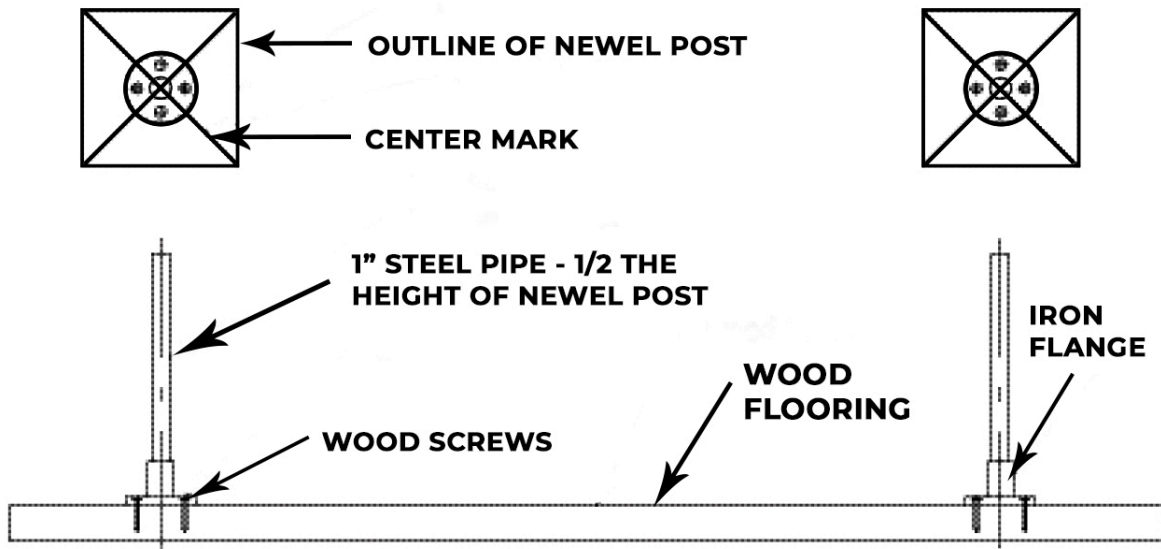 OUTLINE OF NEWEL POST
CENTER MARK
1” STEEL PIPE - 1/2 THE
HEIGHT OF NEWEL POST
IRON
FLANGE
WOOD
FLOORING
WOOD SCREWS